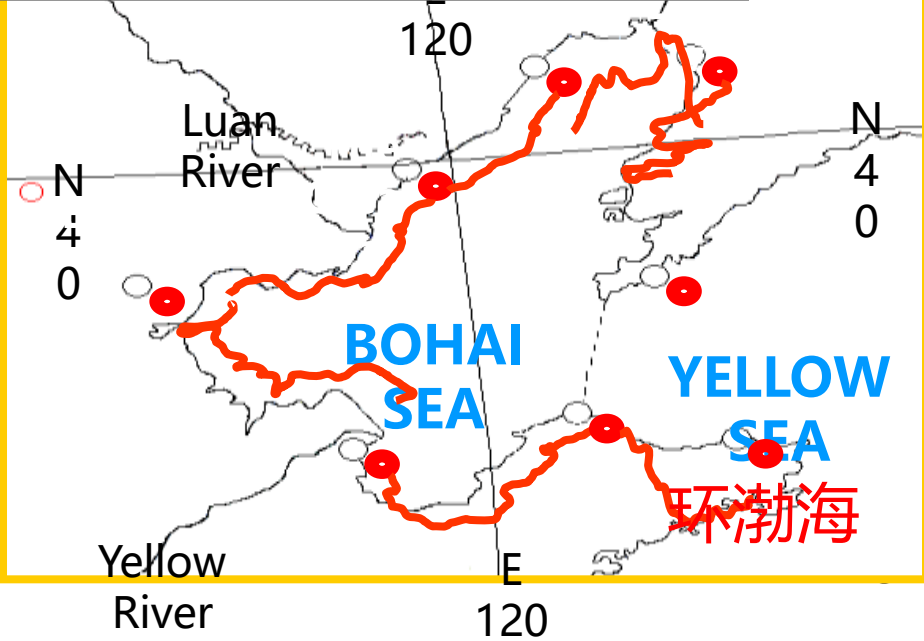 E
120
Luan
River
N
4
0
N
4
0
BOHAI
SEA
YELLOW
SEA
环渤海
Yellow
River
E
120